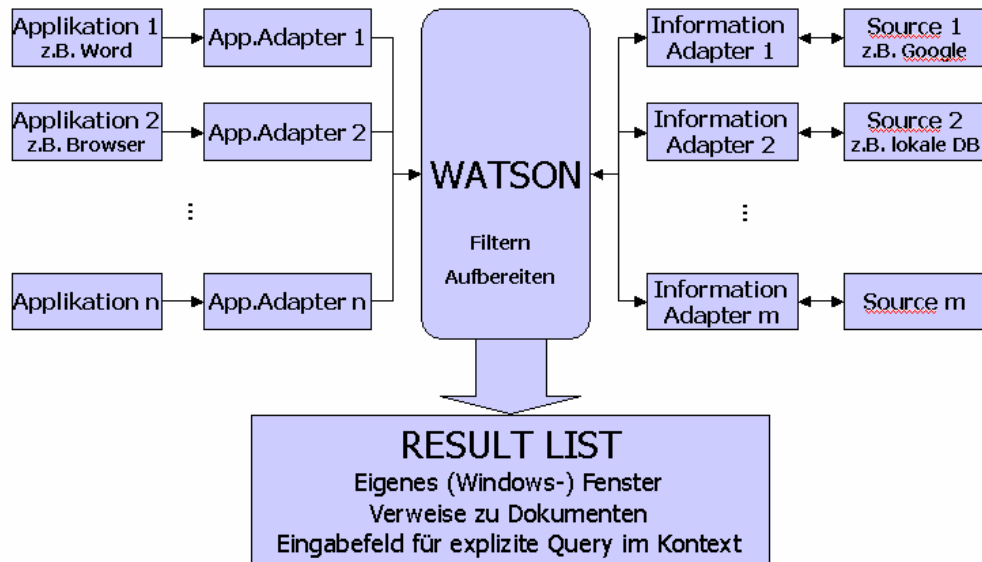 Applikation 1
z.B. Word
App.Adapter 1
Information
Adapter 1
Source 1
z.B. Google
Applikation 2
z.B. Browser
App.Adapter 2
Information
Adapter 2
Source 2
z.B. lokale DB
WATSON
...
...
Filtern
Aufbereiten
Applikation n
App.Adapter n
Information
Adapter m
Source m
RESULT LIST
Eigenes (Windows-) Fenster
Verweise zu Dokumenten
Eingabefeld für explizite Query im Kontext